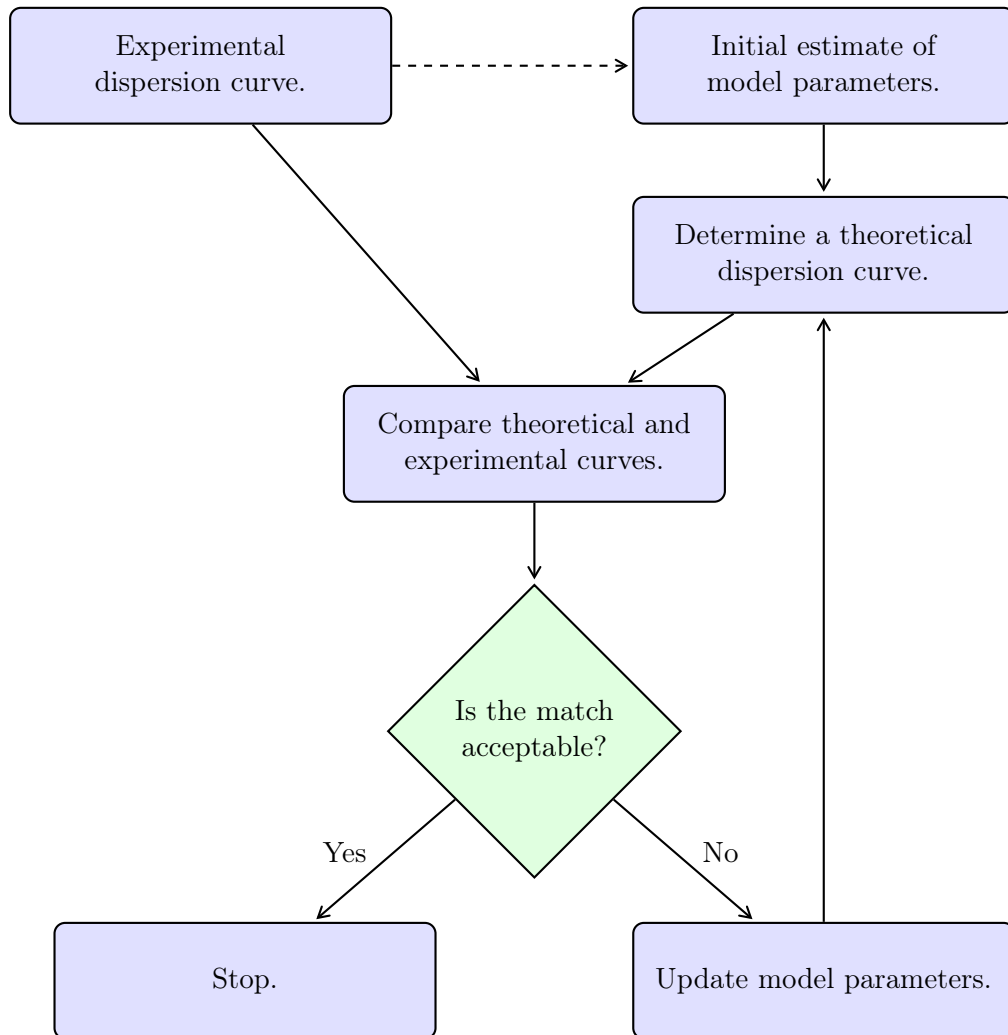 Experimental
dispersion curve.
Initial estimate of
model parameters.
Determine a theoretical
dispersion curve.
Compare theoretical and
experimental curves.
Is the match
acceptable?
Yes
No
Stop.
Update model parameters.